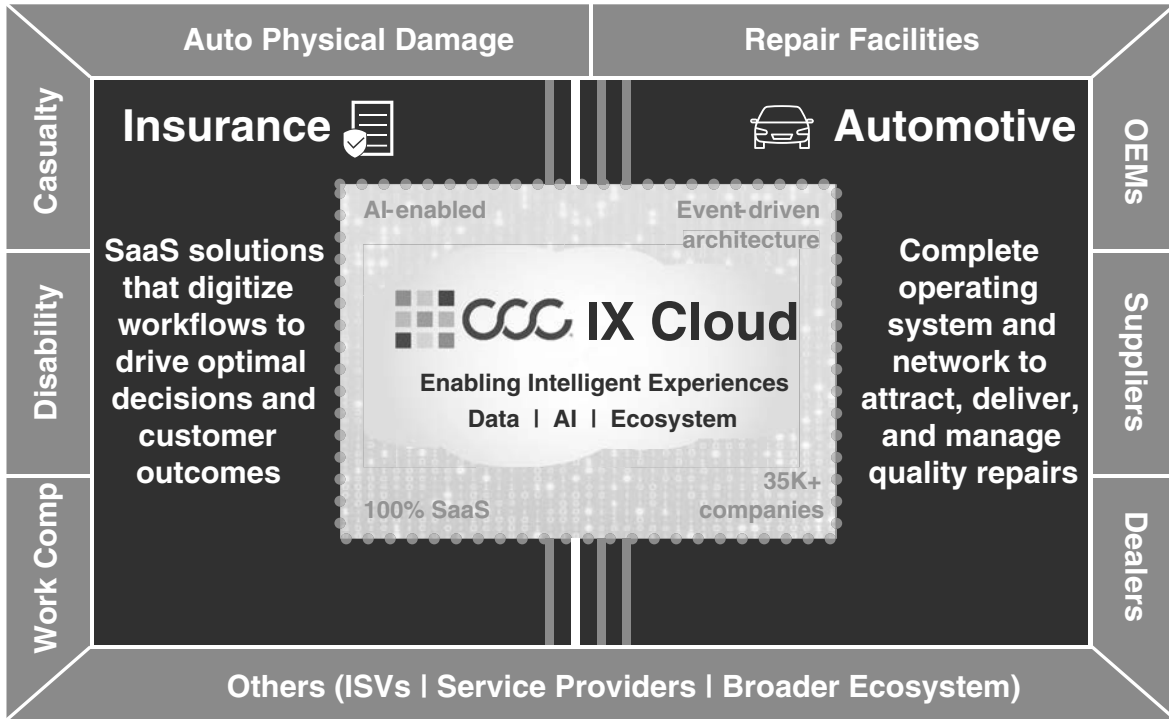 Auto Physical Damage
Repair Facilities
Casualty
Disability
Work Comp
Insurance
SaaS solutions
that digitize
workflows to
drive optimal
decisions and
customer
outcomes
AI-enabled
Event-driven
architecture
CCC IX Cloud
Enabling Intelligent Experiences
Data | AI | Ecosystem
100% SaaS
35K+
companies
Automotive
Complete
operating
system and
network to
attract, deliver,
and manage
quality repairs
OEMs
Suppliers
Dealers
Others (ISVs | Service Providers | Broader Ecosystem)